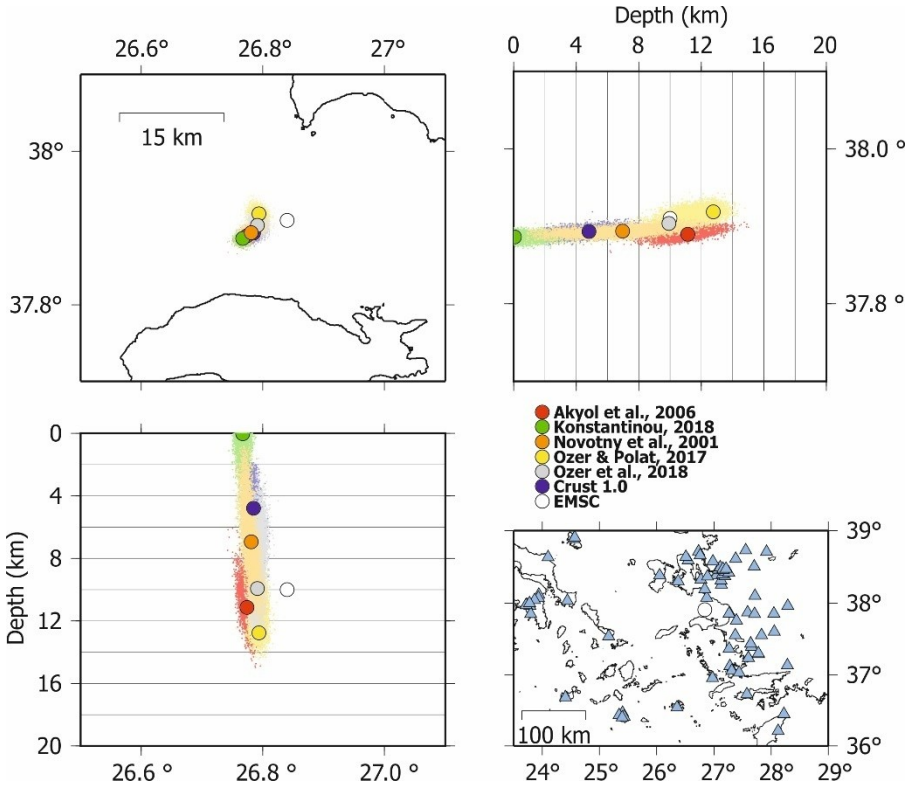 Depth (km)
26.6° 26.8° 27°
0 4 8 12 16 20
15 km
38°
38.0 °
37.8°
37.8 °
Akyol et al., 2006
Konstantinou, 2018
Novotny et al., 2001
Ozer & Polat, 2017
Ozer et al., 2018
Crust 1.0
EMSC
0
4
8
12
16
20
Depth (km)
26.6 ° 26.8 ° 27.0 °
39°
38°
37°
36°
100 km
24° 25° 26° 27° 28° 29°